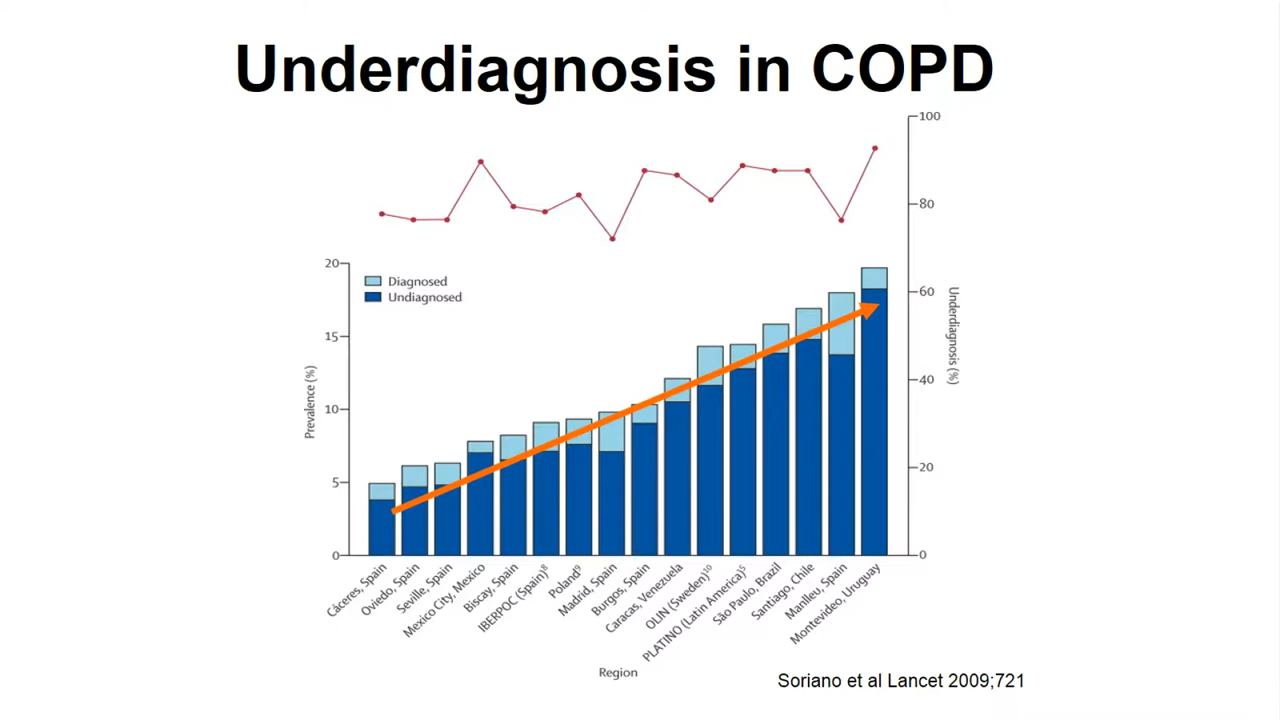 Underdiagnosis in COPD
100
80
60
40
20
0
Underdiagnosis (%)
20
15
10
5
0
Prevalence (%)
Diagnosed
Undiagnosed
Cáceres, Spain
Oviedo, Spain
Seville, Spain
Mexico City, Mexico
Biscay, Spain
IBERPOC (Spain)⁸
Poland⁹
Madrid, Spain
Burgos, Spain
Caracas, Venezuela
OLIN (Sweden)¹⁰
PLATINO (Latin America)⁵
São Paulo, Brazil
Santiago, Chile
Manlleu, Spain
Montevideo, Uruguay
Region
Soriano et al Lancet 2009;721